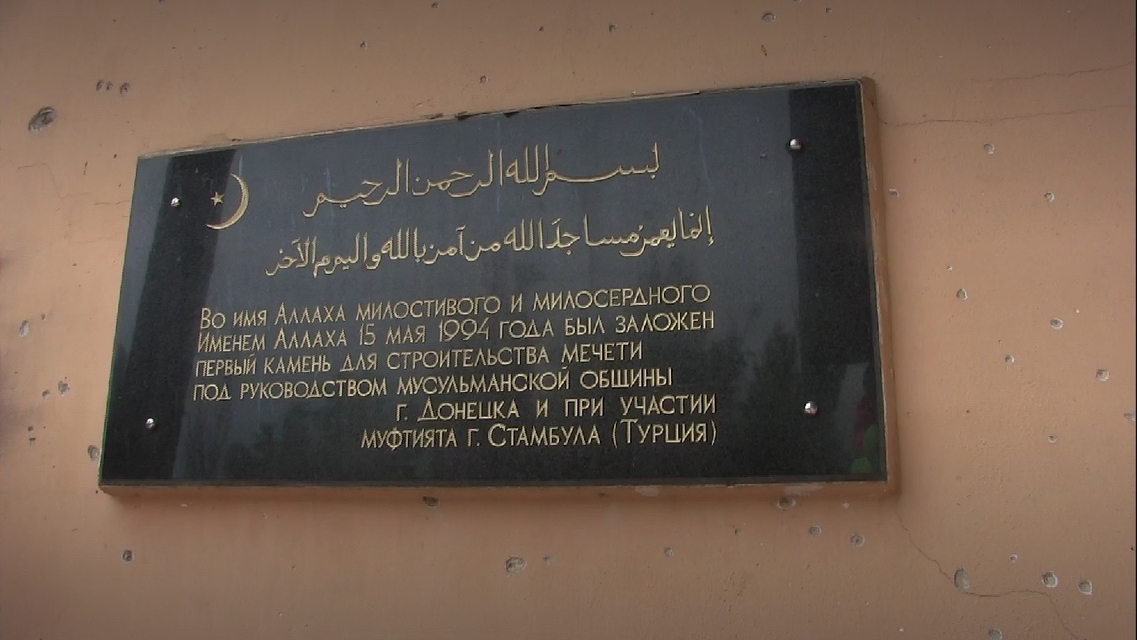 بسم الله الرحمن الرحيم
إنما يعمر مساجد الله من آمن بالله واليوم الآخر
Во имя Аллаха милостивого и милосердного
Именем Аллаха 15 мая 1994 года был заложен
первый камень для строительства мечети
под руководством мусульманской общины
г. Донецка и при участии
муфтията г. Стамбула (Турция)